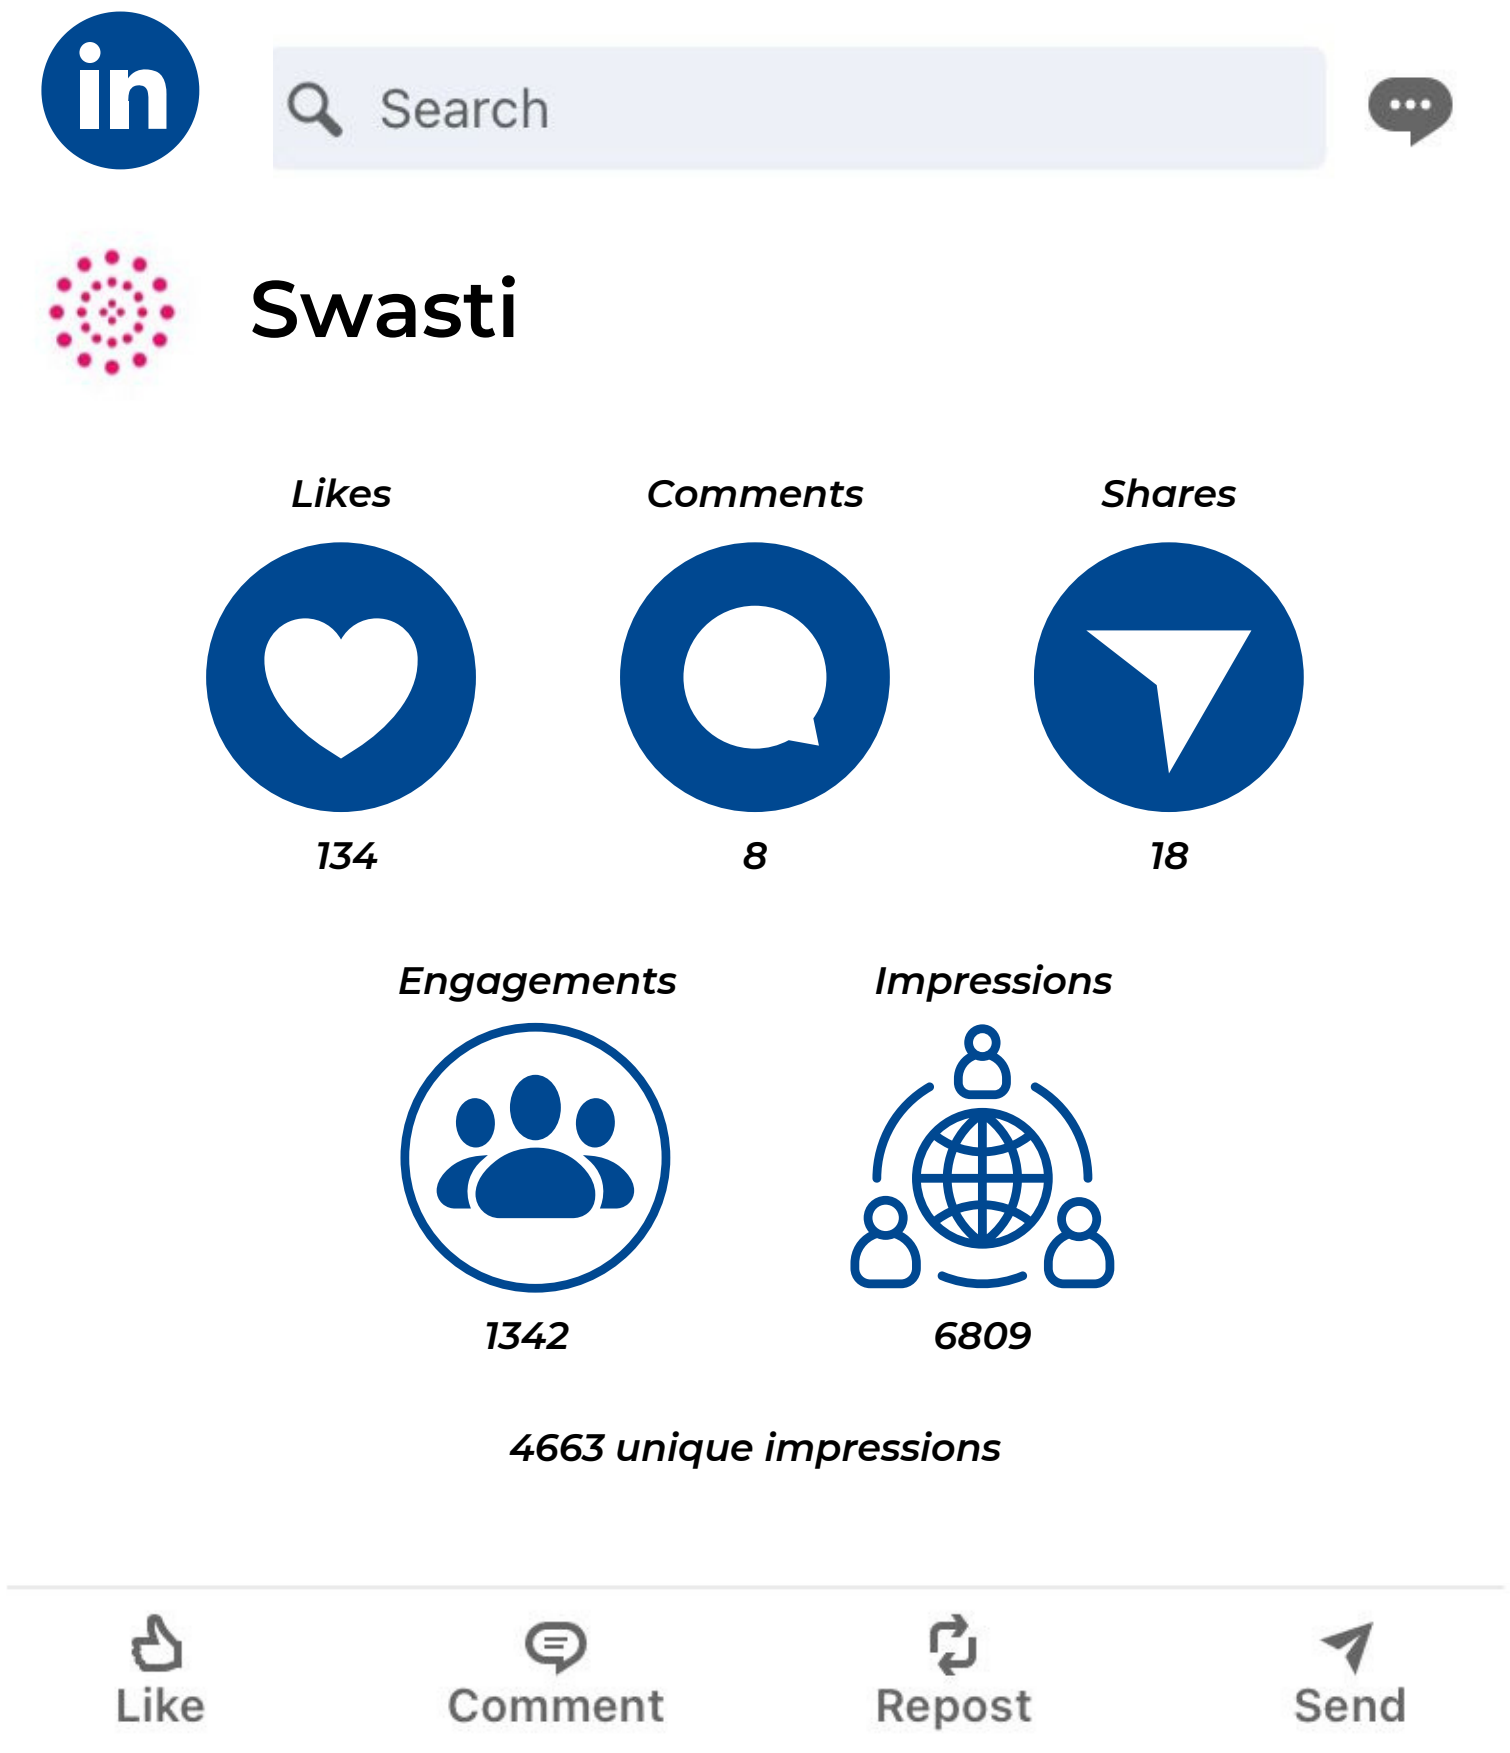 in
Search
Swasti
Likes
Comments
Shares
134
8
18
Engagements
Impressions
1342
6809
4663 unique impressions
Like
Comment
Repost
Send